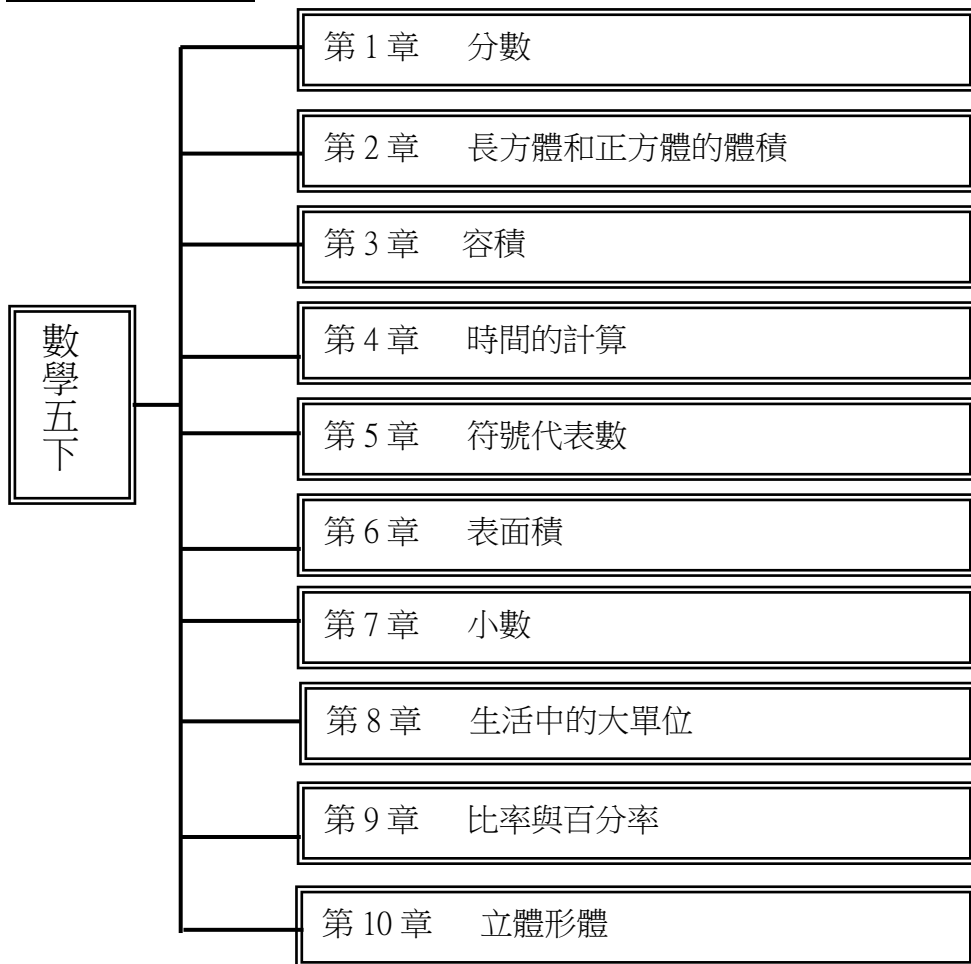 第 1 章 分數
第 2 章 長方體和正方體的體積
第 3 章 容積
第 4 章 時間的計算
數學五下
第 5 章 符號代表數
第 6 章 表面積
第 7 章 小數
第 8 章 生活中的大單位
第 9 章 比率與百分率
第 10 章 立體形體